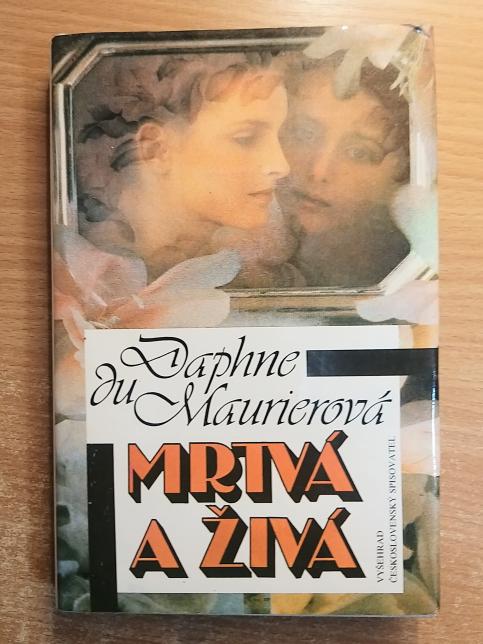 Daphne
du Maurierová
MRTVÁ
A ŽIVÁ
VYŠEHRAD
ČESKOSLOVENSKÝ SPISOVATEL